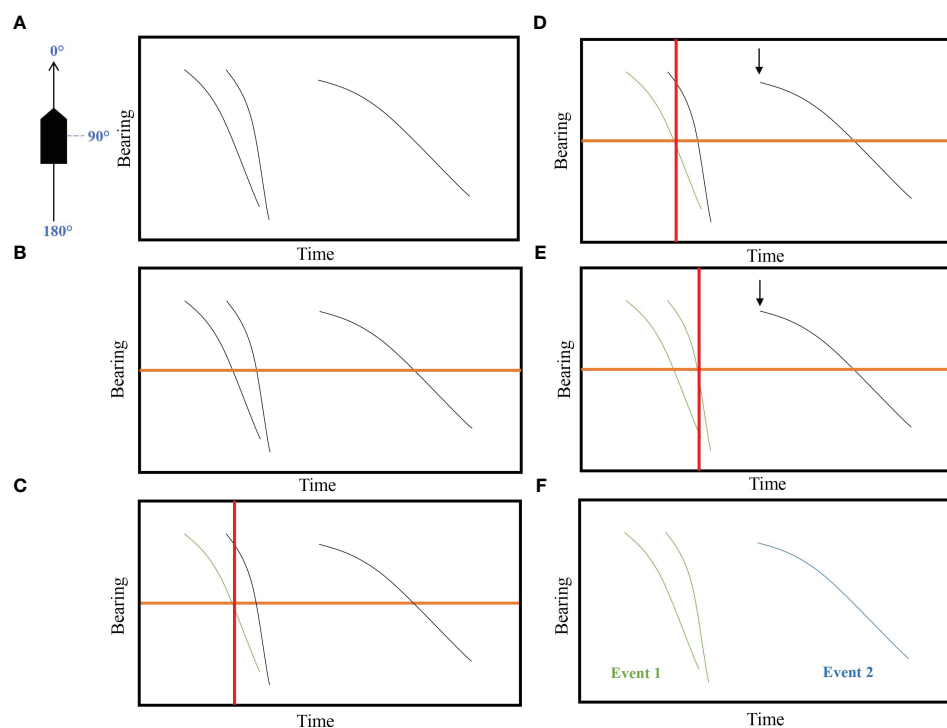 A
0°
90°
180°
Bearing
Time
B
Bearing
Time
C
Bearing
Time
D
Bearing
Time
E
Bearing
Time
F
Bearing
Event 1
Event 2
Time